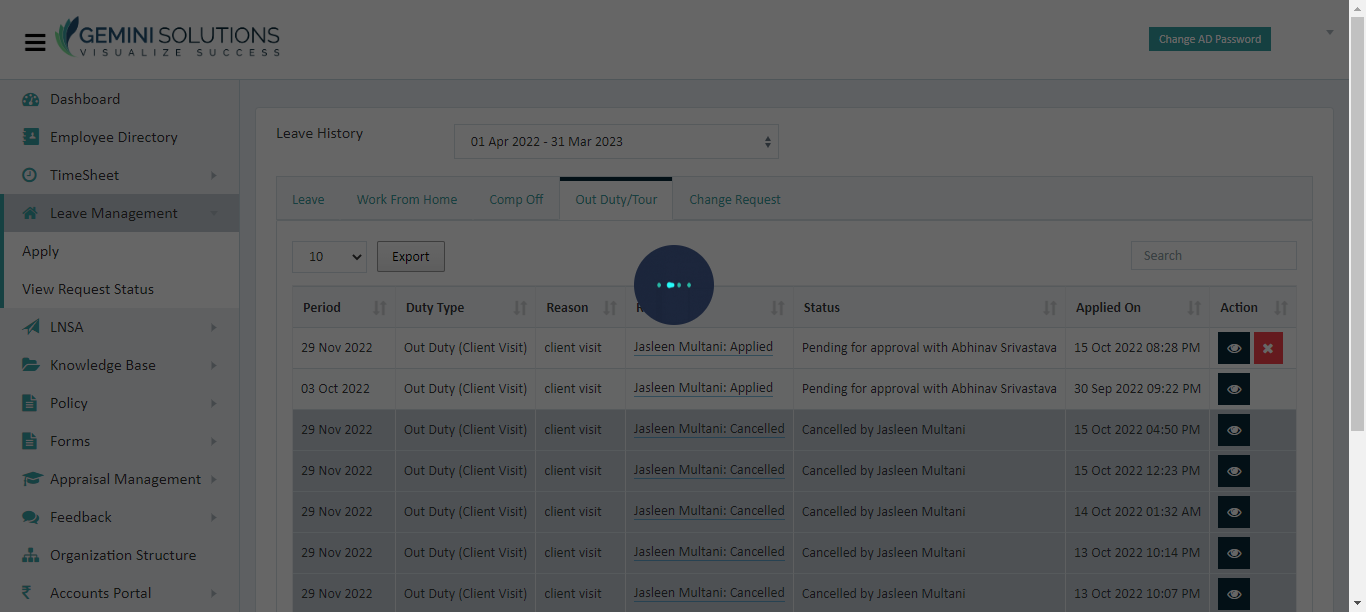 GEMINI SOLUTIONS
VISUALIZE SUCCESS
Change AD Password
Dashboard
Employee Directory
TimeSheet
Leave Management
Apply
View Request Status
LNSA
Knowledge Base
Policy
Forms
Appraisal Management
Feedback
Organization Structure
Accounts Portal
Leave History
01 Apr 2022 - 31 Mar 2023
Leave Work From Home Comp Off Out Duty/Tour Change Request
10 Export Search
Period Duty Type Reason Status Applied On Action
29 Nov 2022 Out Duty (Client Visit) client visit Jasleen Multani: Applied Pending for approval with Abhinav Srivastava 15 Oct 2022 08:28 PM
03 Oct 2022 Out Duty (Client Visit) client visit Jasleen Multani: Applied Pending for approval with Abhinav Srivastava 30 Sep 2022 09:22 PM
29 Nov 2022 Out Duty (Client Visit) client visit Jasleen Multani: Cancelled Cancelled by Jasleen Multani 15 Oct 2022 04:50 PM
29 Nov 2022 Out Duty (Client Visit) client visit Jasleen Multani: Cancelled Cancelled by Jasleen Multani 15 Oct 2022 12:23 PM
29 Nov 2022 Out Duty (Client Visit) client visit Jasleen Multani: Cancelled Cancelled by Jasleen Multani 14 Oct 2022 01:32 AM
29 Nov 2022 Out Duty (Client Visit) client visit Jasleen Multani: Cancelled Cancelled by Jasleen Multani 13 Oct 2022 10:14 PM
29 Nov 2022 Out Duty (Client Visit) client visit Jasleen Multani: Cancelled Cancelled by Jasleen Multani 13 Oct 2022 10:07 PM